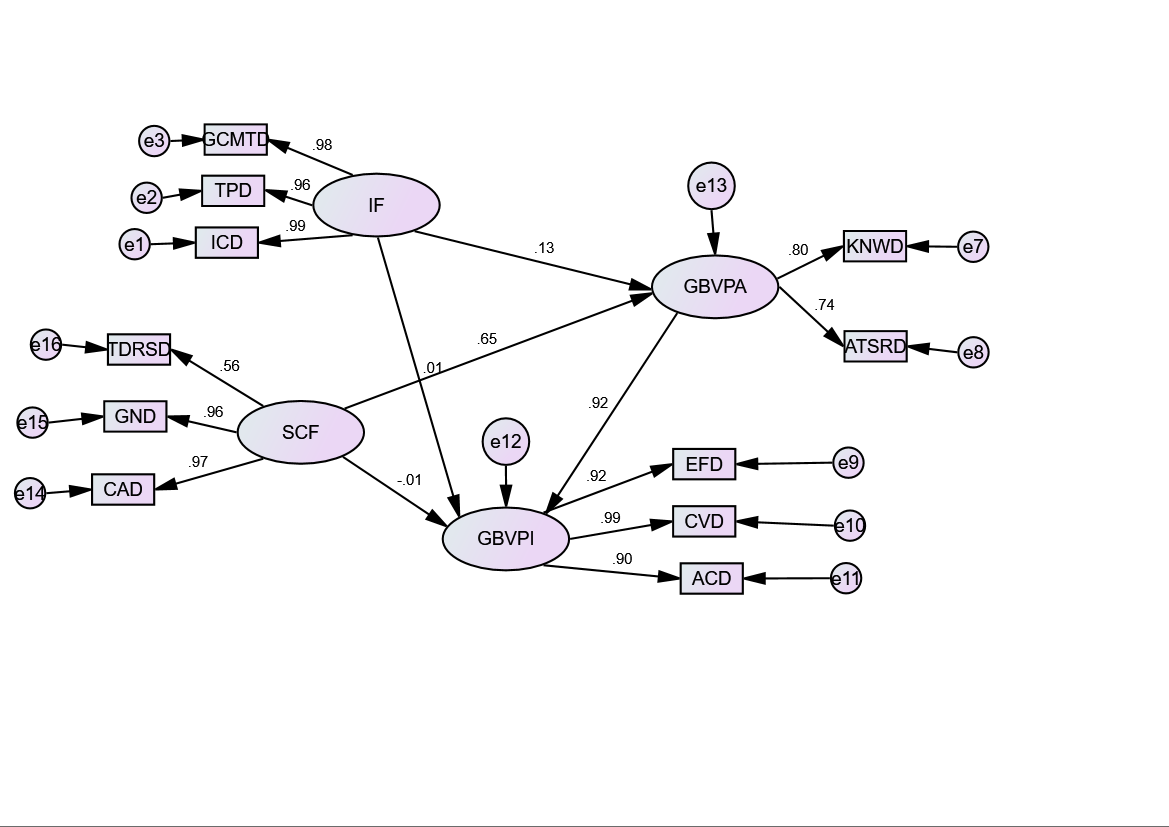 e3
GCMTD
.98
e2
TPD
.96
IF
e1
ICD
.99
e13
.13
.80
KNWD
e7
GBVPA
.74
ATSRD
e8
e16
TDRSD
.56
.65
.01
e15
GND
.96
SCF
.92
e14
CAD
.97
-.01
e12
.92
EFD
e9
GBVPI
.99
CVD
e10
.90
ACD
e11